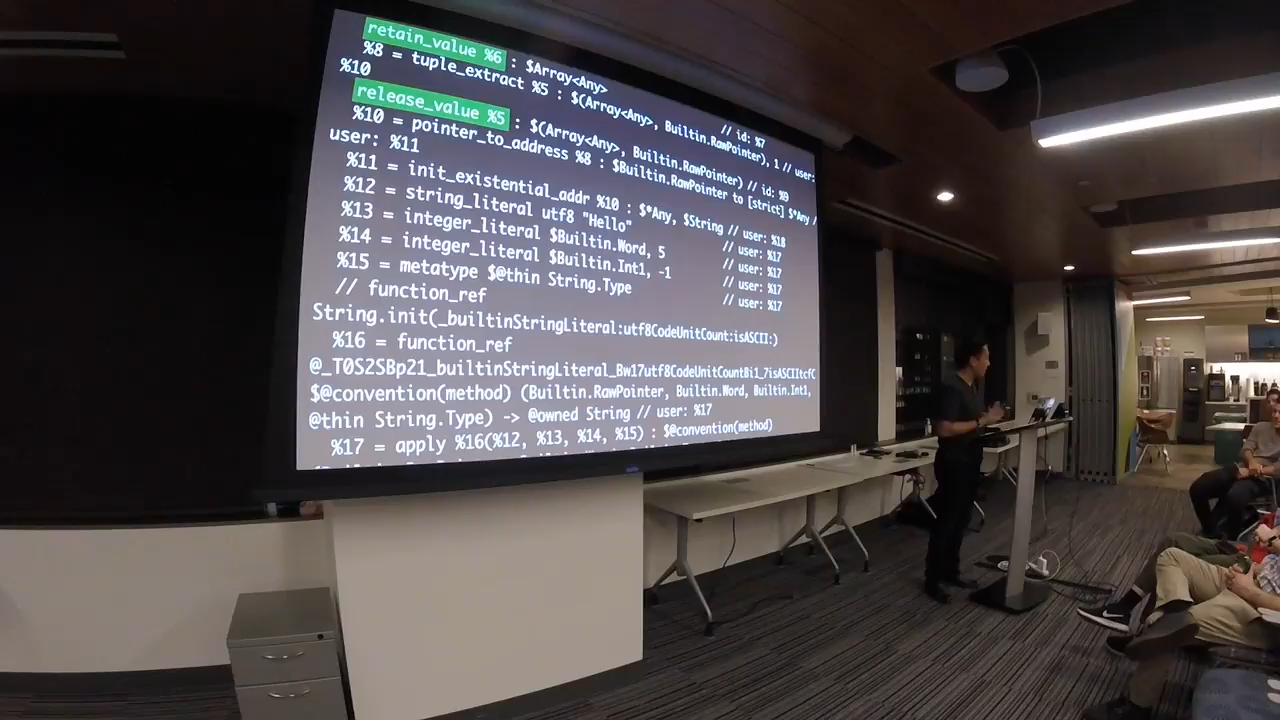 retain_value %6 : $Array<Any> // id: %7
%8 = tuple_extract %5 : $(Array<Any>, Builtin.RawPointer), 1 // user:
%10
release_value %5 : $(Array<Any>, Builtin.RawPointer) // id: %9
%10 = pointer_to_address %8 : $Builtin.RawPointer to [strict] $*Any /
user: %11
%11 = init_existential_addr %10 : $*Any, $String // user: %18
%12 = string_literal utf8 "Hello" // user: %17
%13 = integer_literal $Builtin.Word, 5 // user: %17
%14 = integer_literal $Builtin.Int1, -1 // user: %17
%15 = metatype $@thin String.Type // user: %17
// function_ref
String.init(_builtinStringLiteral:utf8CodeUnitCount:isASCII:)
%16 = function_ref
@_T0S2SBp21_builtinStringLiteral_Bw17utf8CodeUnitCountBi1_7isASCIItcfC
$@convention(method) (Builtin.RawPointer, Builtin.Word, Builtin.Int1,
@thin String.Type) -> @owned String // user: %17
%17 = apply %16(%12, %13, %14, %15) : $@convention(method)